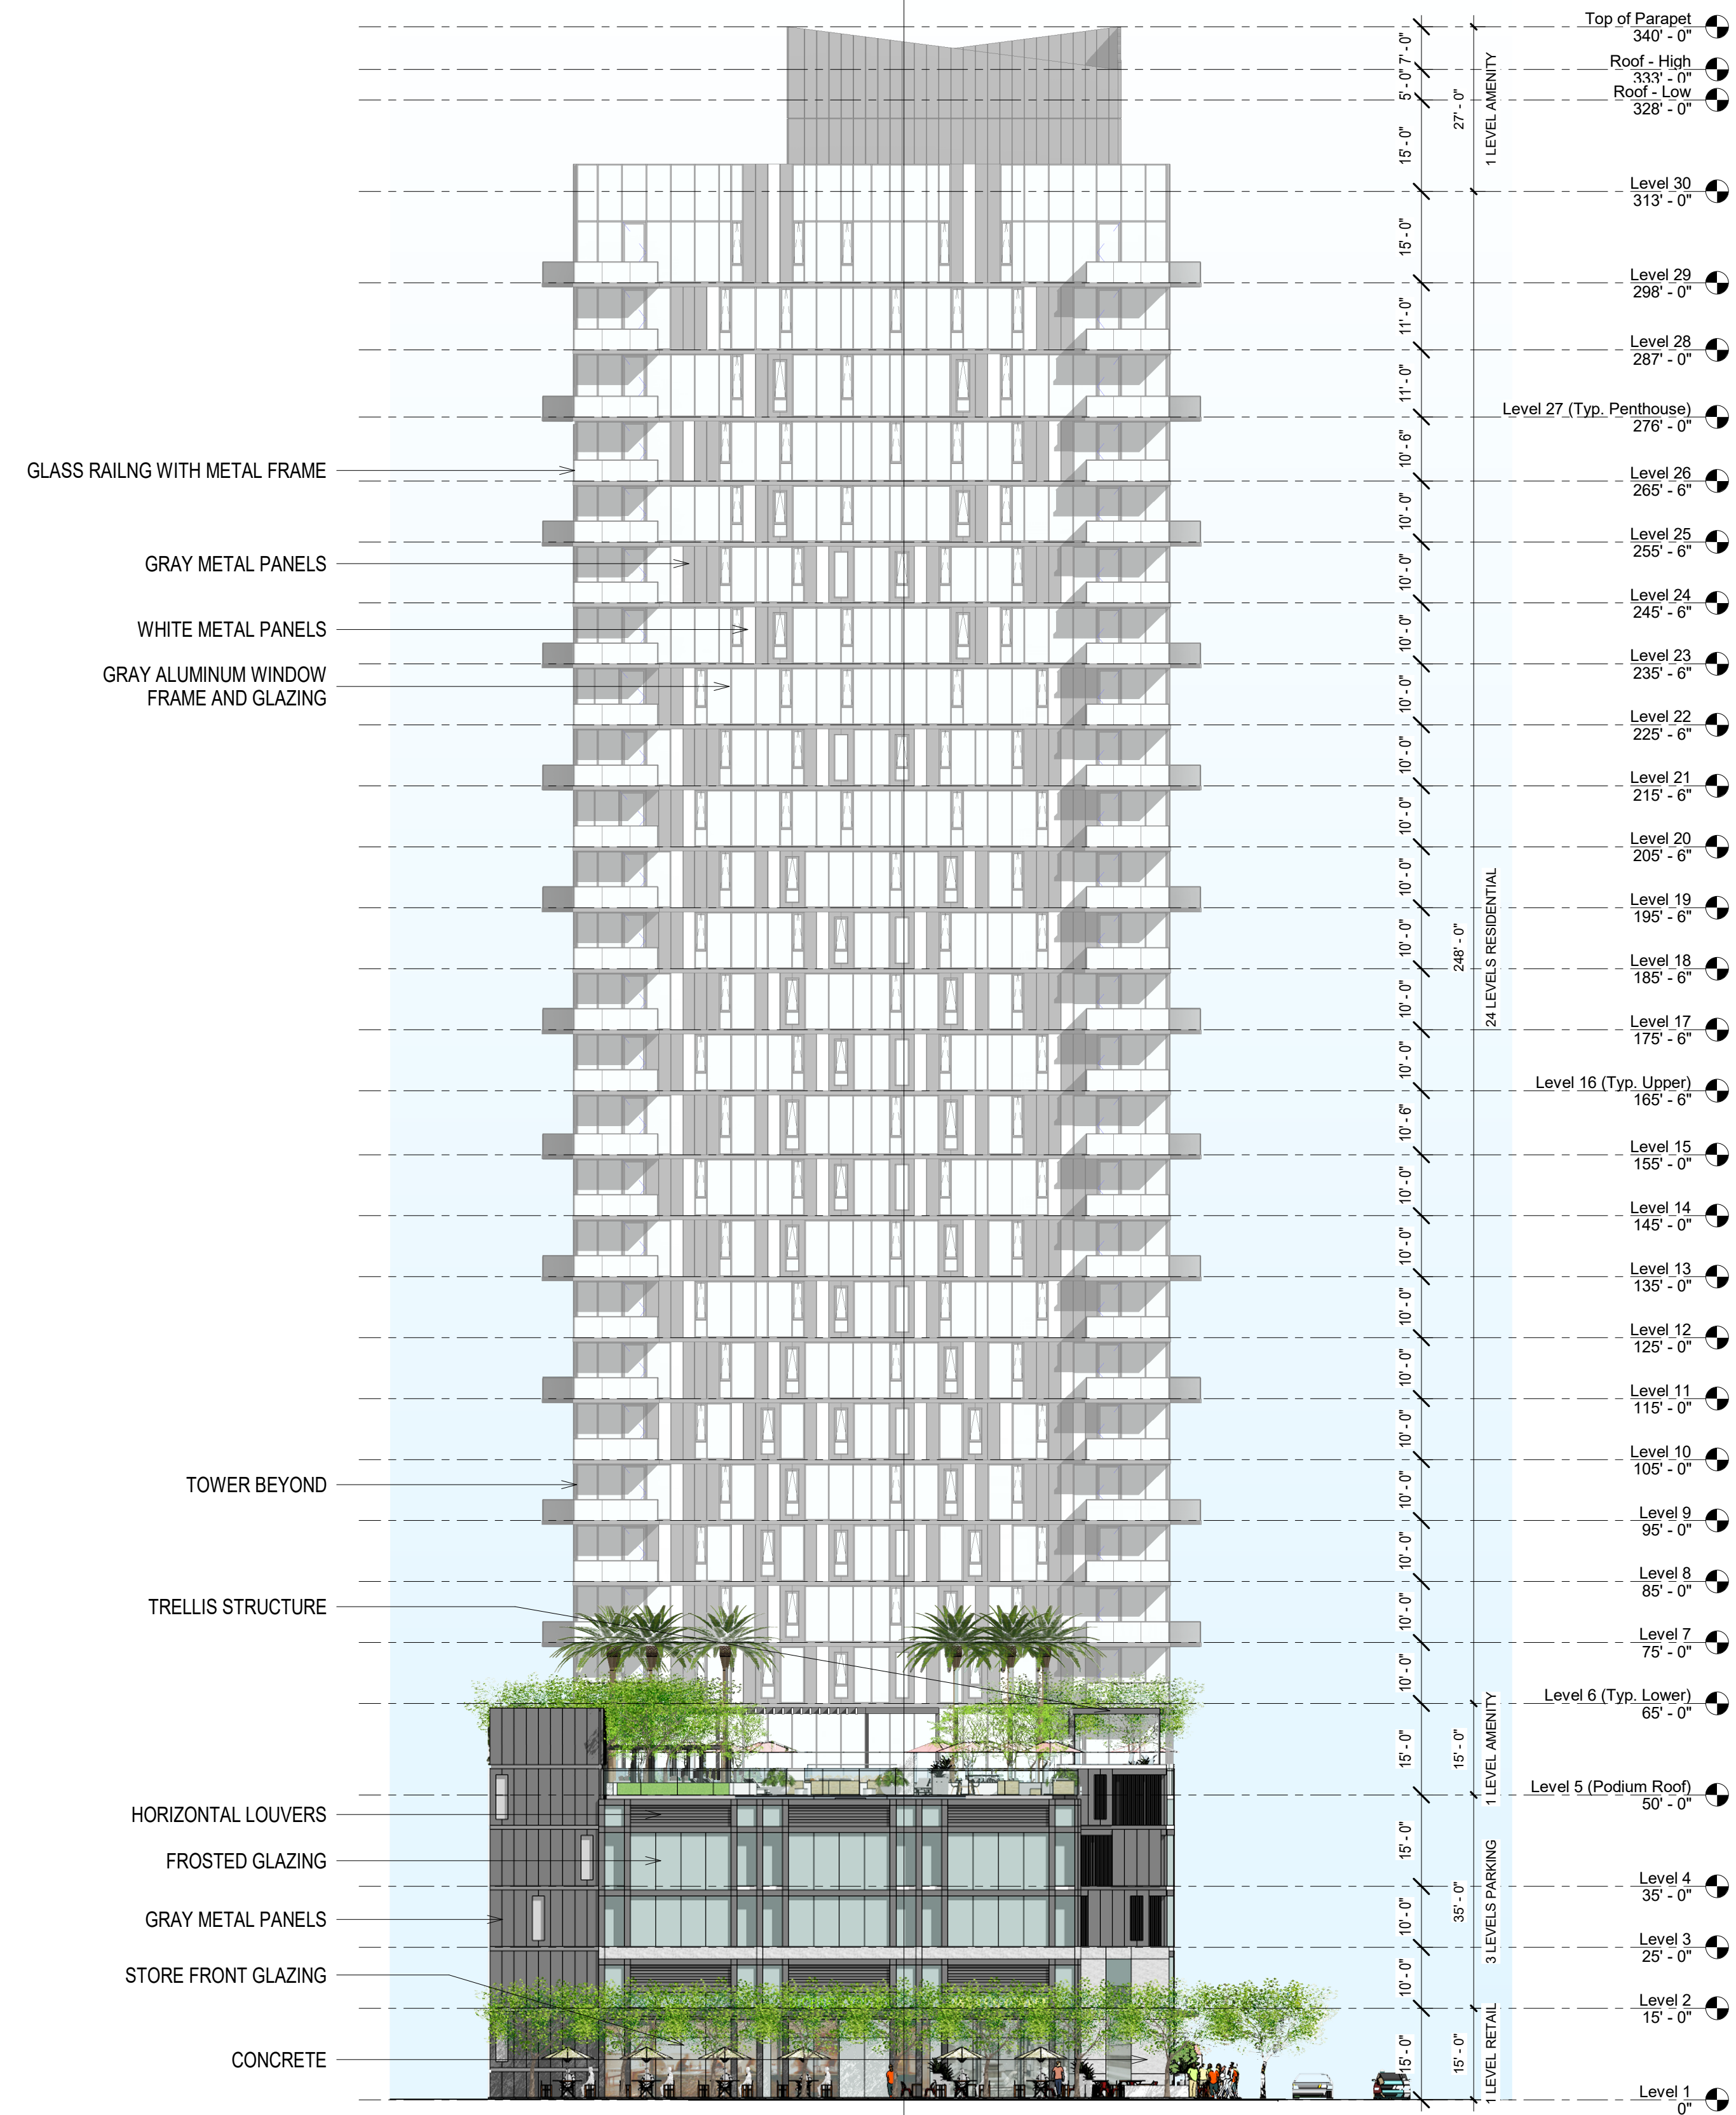 Top of Parapet
340' - 0"
Roof - High
333' - 0"
Roof - Low
328' - 0"
Level 30
313' - 0"
Level 29
298' - 0"
Level 28
287' - 0"
Level 27 (Typ. Penthouse)
276' - 0"
Level 26
265' - 6"
Level 25
255' - 6"
Level 24
245' - 6"
Level 23
235' - 6"
Level 22
225' - 6"
Level 21
215' - 6"
Level 20
205' - 6"
Level 19
195' - 6"
Level 18
185' - 6"
Level 17
175' - 6"
Level 16 (Typ. Upper)
165' - 6"
Level 15
155' - 0"
Level 14
145' - 0"
Level 13
135' - 0"
Level 12
125' - 0"
Level 11
115' - 0"
Level 10
105' - 0"
Level 9
95' - 0"
Level 8
85' - 0"
Level 7
75' - 0"
Level 6 (Typ. Lower)
65' - 0"
Level 5 (Podium Roof)
50' - 0"
Level 4
35' - 0"
Level 3
25' - 0"
Level 2
15' - 0"
Level 1
0"
7' - 0"
5' - 0"
15' - 0"
15' - 0"
11' - 0"
11' - 0"
10' - 6"
10' - 0"
10' - 0"
10' - 0"
10' - 0"
10' - 0"
10' - 0"
10' - 0"
10' - 0"
10' - 0"
10' - 0"
10' - 6"
10' - 0"
10' - 0"
10' - 0"
10' - 0"
10' - 0"
10' - 0"
10' - 0"
10' - 0"
10' - 0"
15' - 0"
15' - 0"
10' - 0"
10' - 0"
15' - 0"
27' - 0"
248' - 0"
15' - 0"
35' - 0"
15' - 0"
1 LEVEL AMENITY
24 LEVELS RESIDENTIAL
1 LEVEL AMENITY
3 LEVELS PARKING
1 LEVEL RETAIL
GLASS RAILNG WITH METAL FRAME
GRAY METAL PANELS
WHITE METAL PANELS
GRAY ALUMINUM WINDOW
FRAME AND GLAZING
TOWER BEYOND
TRELLIS STRUCTURE
HORIZONTAL LOUVERS
FROSTED GLAZING
GRAY METAL PANELS
STORE FRONT GLAZING
CONCRETE